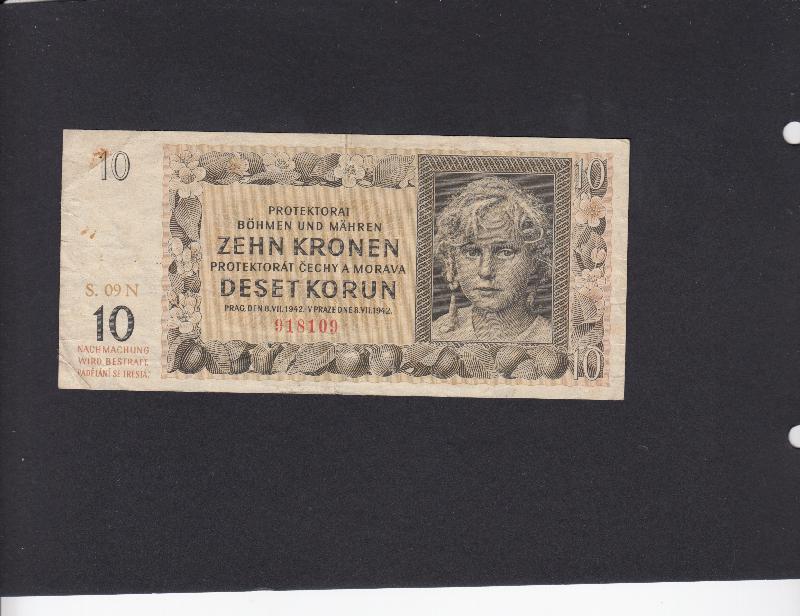 10
S. 09 N
10
NACHMACHUNG
WIRD BESTRAFT.
PADĚLÁNÍ SE TRESTÁ.
PROTEKTORAT
BÖHMEN UND MÄHREN
ZEHN KRONEN
PROTEKTORÁT ČECHY A MORAVA
DESET KORUN
PRAG, DEN 8. VII. 1942. V PRAZE DNE 8. VII. 1942.
918109
10
10